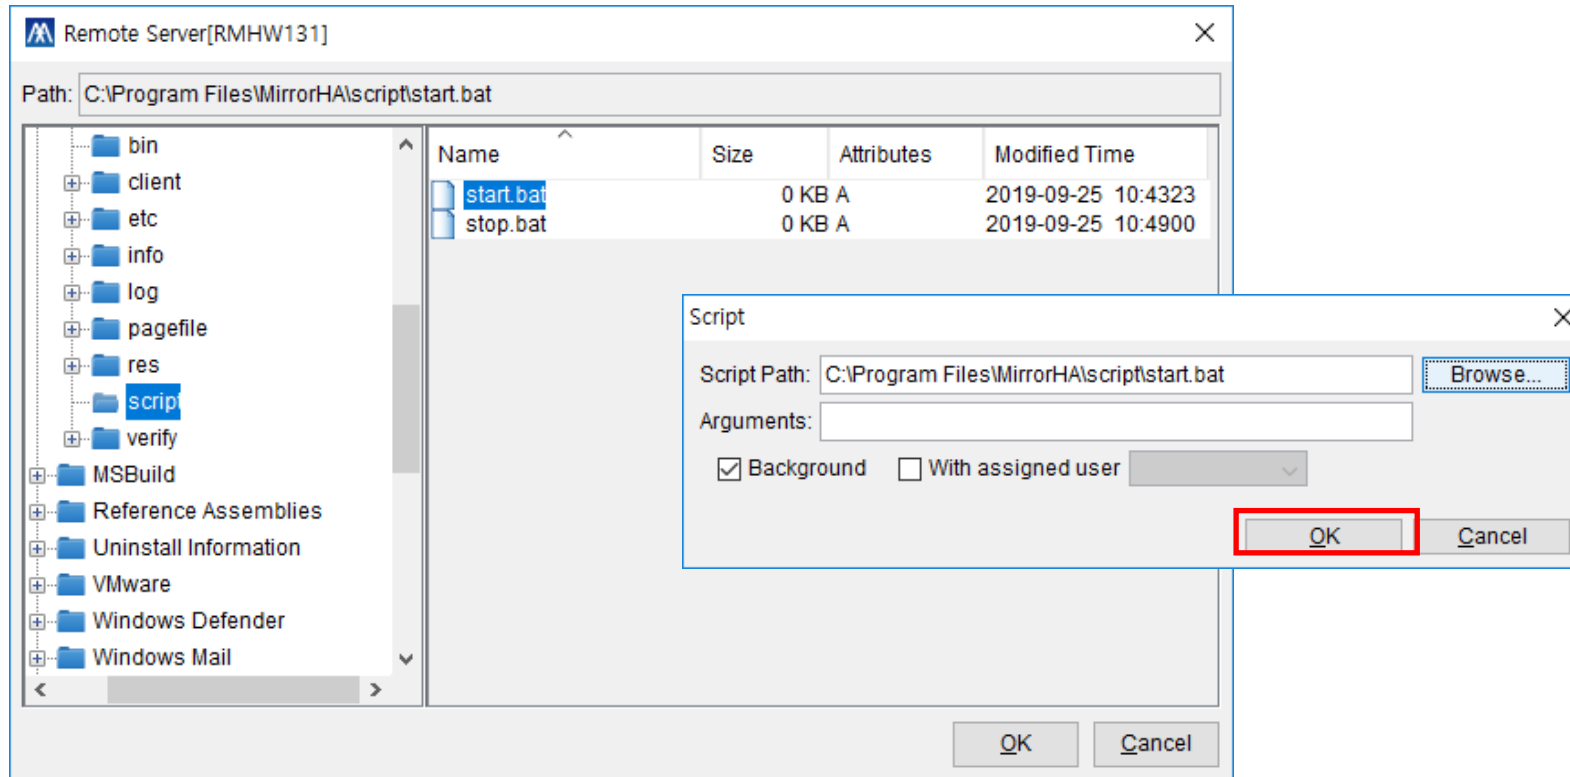 Remote Server[RMHW131]
Path: C:\Program Files\MirrorHA\script\start.bat
bin
client
etc
info
log
pagefile
res
script
verify
MSBuild
Reference Assemblies
Uninstall Information
VMware
Windows Defender
Windows Mail
Name Size Attributes Modified Time
start.bat 0 KB A 2019-09-25 10:4323
stop.bat 0 KB A 2019-09-25 10:4900
OK Cancel
Script
Script Path: C:\Program Files\MirrorHA\script\start.bat Browse...
Arguments:
Background With assigned user
OK Cancel